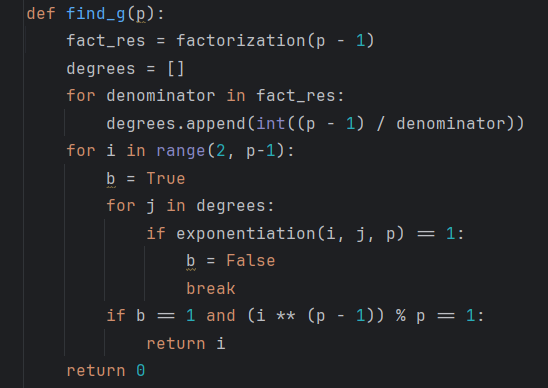 def find_g(p):
    fact_res = factorization(p - 1)
    degrees = []
    for denominator in fact_res:
        degrees.append(int((p - 1) / denominator))
    for i in range(2, p-1):
        b = True
        for j in degrees:
            if exponentiation(i, j, p) == 1:
                b = False
                break
        if b == 1 and (i ** (p - 1)) % p == 1:
            return i
    return 0